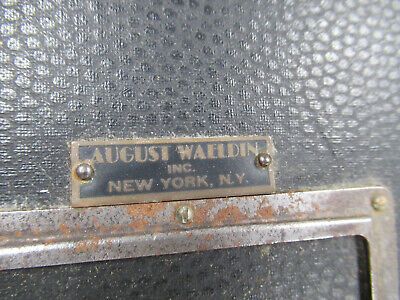 AUGUST WAELDIN
INC.
NEW YORK, N.Y.